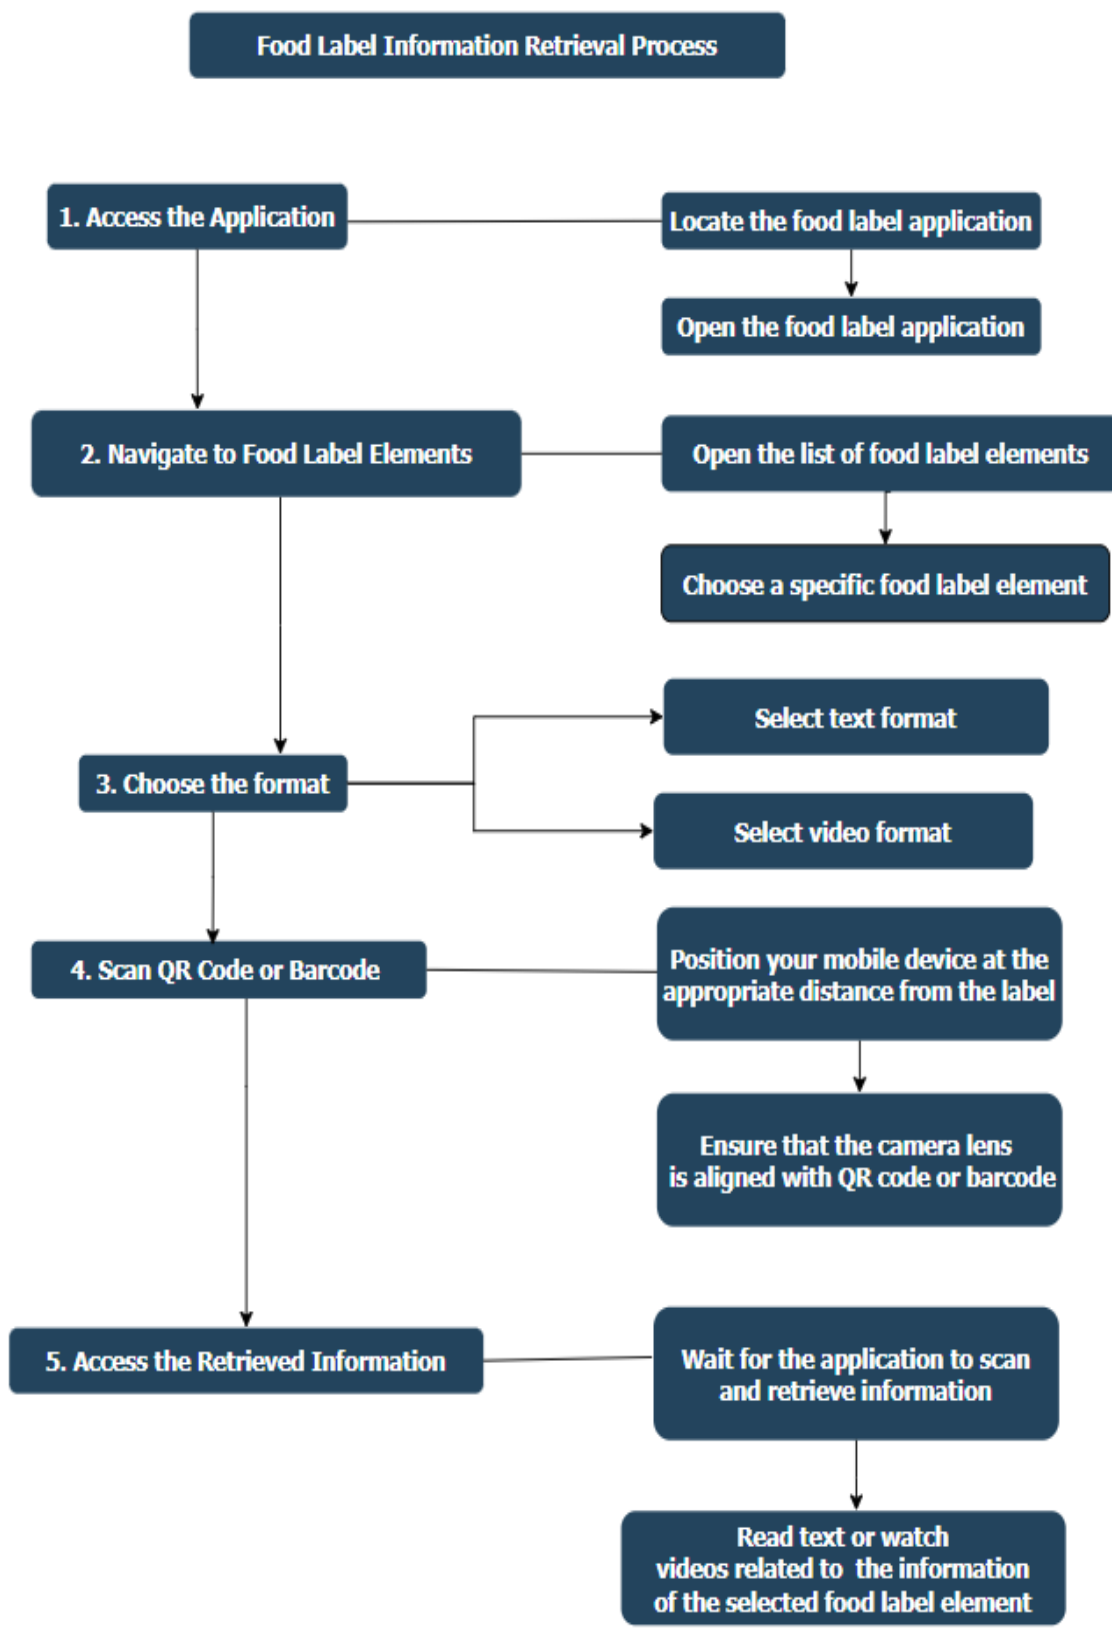 Food Label Information Retrieval Process
1. Access the Application
Locate the food label application
Open the food label application
2. Navigate to Food Label Elements
Open the list of food label elements
Choose a specific food label element
3. Choose the format
Select text format
Select video format
4. Scan QR Code or Barcode
Position your mobile device at the
appropriate distance from the label
Ensure that the camera lens
is aligned with QR code or barcode
5. Access the Retrieved Information
Wait for the application to scan
and retrieve information
Read text or watch
videos related to the information
of the selected food label element